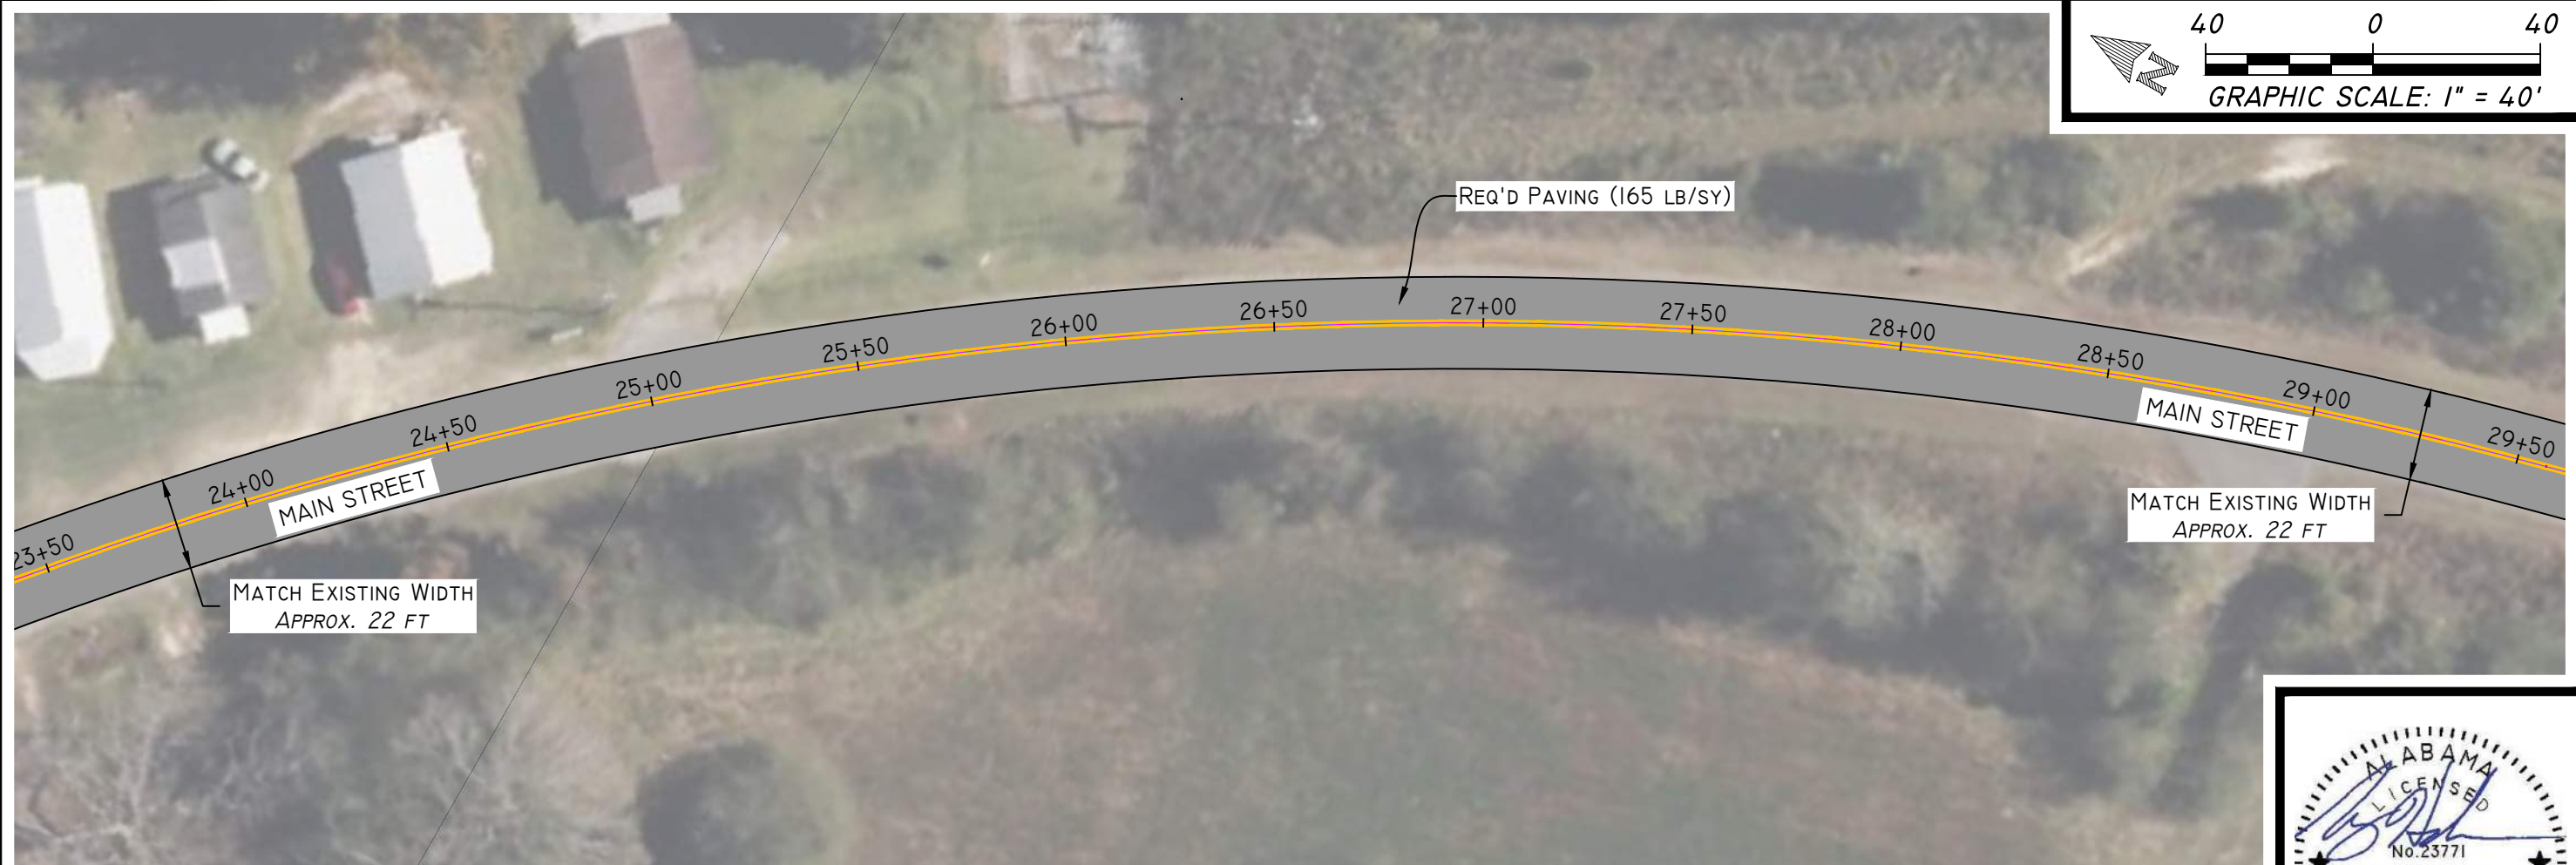 40 0 40
N
GRAPHIC SCALE: 1" = 40'
REQ'D PAVING (165 LB/SY)
23+50
24+00
24+50
25+00
25+50
26+00
26+50
27+00
27+50
28+00
28+50
29+00
29+50
MAIN STREET
MAIN STREET
MATCH EXISTING WIDTH
APPROX. 22 FT
MATCH EXISTING WIDTH
APPROX. 22 FT
ALABAMA
LICENSED
No.23771